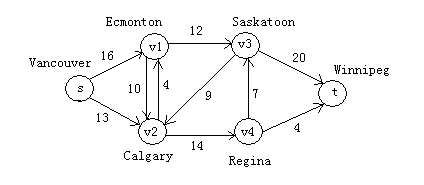 Ecmonton
Saskatoon
12
v1
v3
16
20
Vancouver
Winnipeg
s
10
4
9
7
t
13
4
v2
14
v4
Calgary
Regina